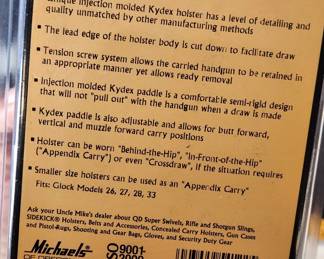 unique injection molded Kydex holster has a level of detailing and
quality unmatched by other manufacturing methods
• The lead edge of the holster body is cut down to facilitate draw
• Tension screw system allows the carried handgun to be retained in
an appropriate manner yet allows ready removal
• Injection molded Kydex paddle is a comfortable semi-rigid design
that will not "pull out" with the handgun when a draw is made
• Kydex paddle is also adjustable and allows for butt forward,
vertical and muzzle forward carry positions
• Holster can be worn "Behind-the-Hip", "In-Front-of-the-Hip"
("Appendix Carry") or even "Crossdraw", if the situation requires
• Smaller size holsters can be used as an "Appendix Carry"
Fits: Glock Models 26, 27, 28, 33
Ask your Uncle Mike's dealer about QD Super Swivels, Rifle and Shotgun Slings,
SIDEKICK® Holsters, Belts and Accessories, Concealed Carry Holsters, Gun Cases
and Pistol-Rugs, Shooting and Gear Bags, Gloves, and Security Duty Gear
Michaels
ISO
9001-
2000